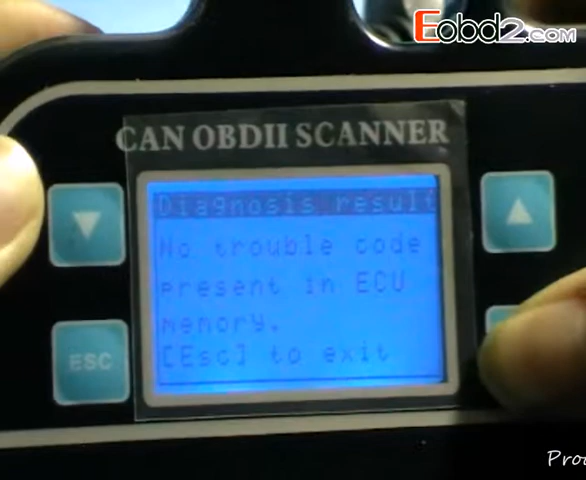 Eobd2.com
CAN OBDII SCANNER
Diagnosis result
No trouble code
present in ECU
memory.
[Esc] to exit
ESC